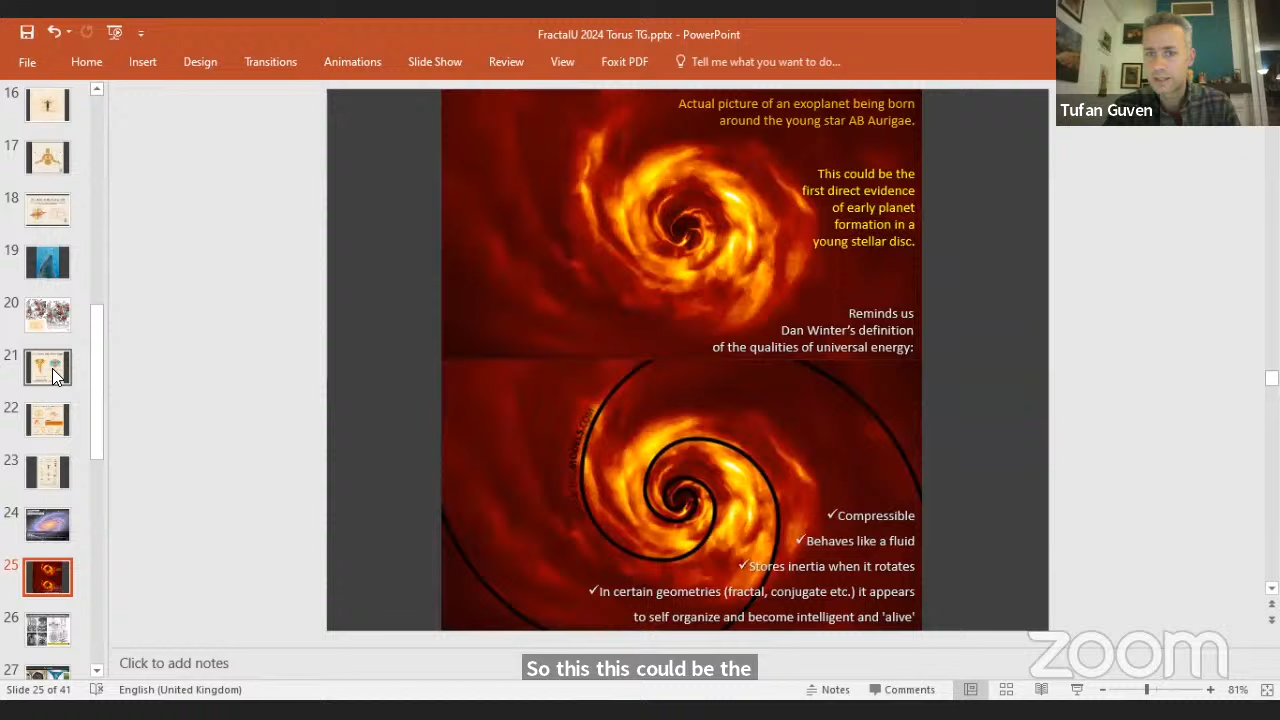 FractalU 2024 Torus TG.pptx - PowerPoint
File Home Insert Design Transitions Animations Slide Show Review View Foxit PDF Tell me what you want to do...
Tufan Guven
16
17
18
19
20
21
22
23
24
25
26
27
Actual picture of an exoplanet being born
around the young star AB Aurigae.
This could be the
first direct evidence
of early planet
formation in a
young stellar disc.
Reminds us
Dan Winter's definition
of the qualities of universal energy:
✓Compressible
✓Behaves like a fluid
✓Stores inertia when it rotates
✓In certain geometries (fractal, conjugate etc.) it appears
to self organize and become intelligent and 'alive'
Click to add notes
So this this could be the
zoom
Slide 25 of 41 English (United Kingdom) Notes Comments 81%